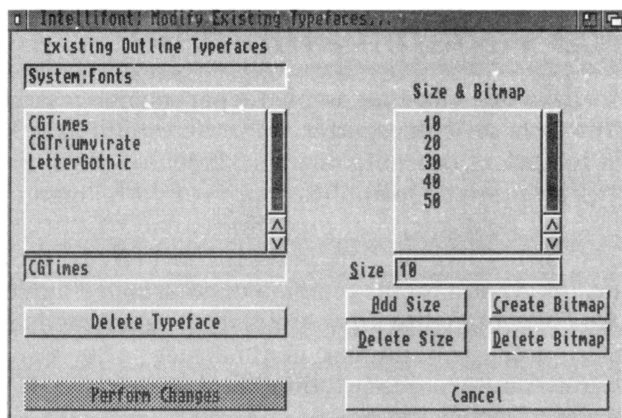 Intellifont: Modify Existing Typefaces...
Existing Outline Typefaces
System:Fonts
CGTimes
CGTriumvirate
LetterGothic
CGTimes
Delete Typeface
Perform Changes
Size & Bitmap
10
20
30
40
50
Size 10
Add Size Create Bitmap
Delete Size Delete Bitmap
Cancel